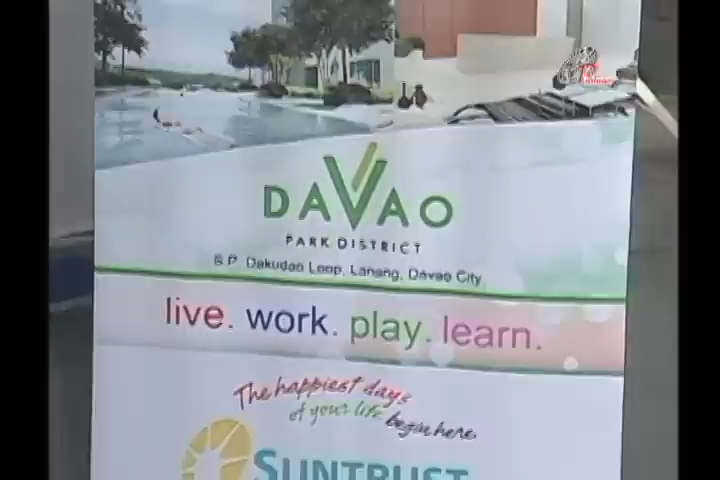 DAVAO
PARK DISTRICT
S.P. Dakudao Loop, Lanang, Davao City
live. work. play. learn.
The happiest days
of your life begin here.
SUNTRUST